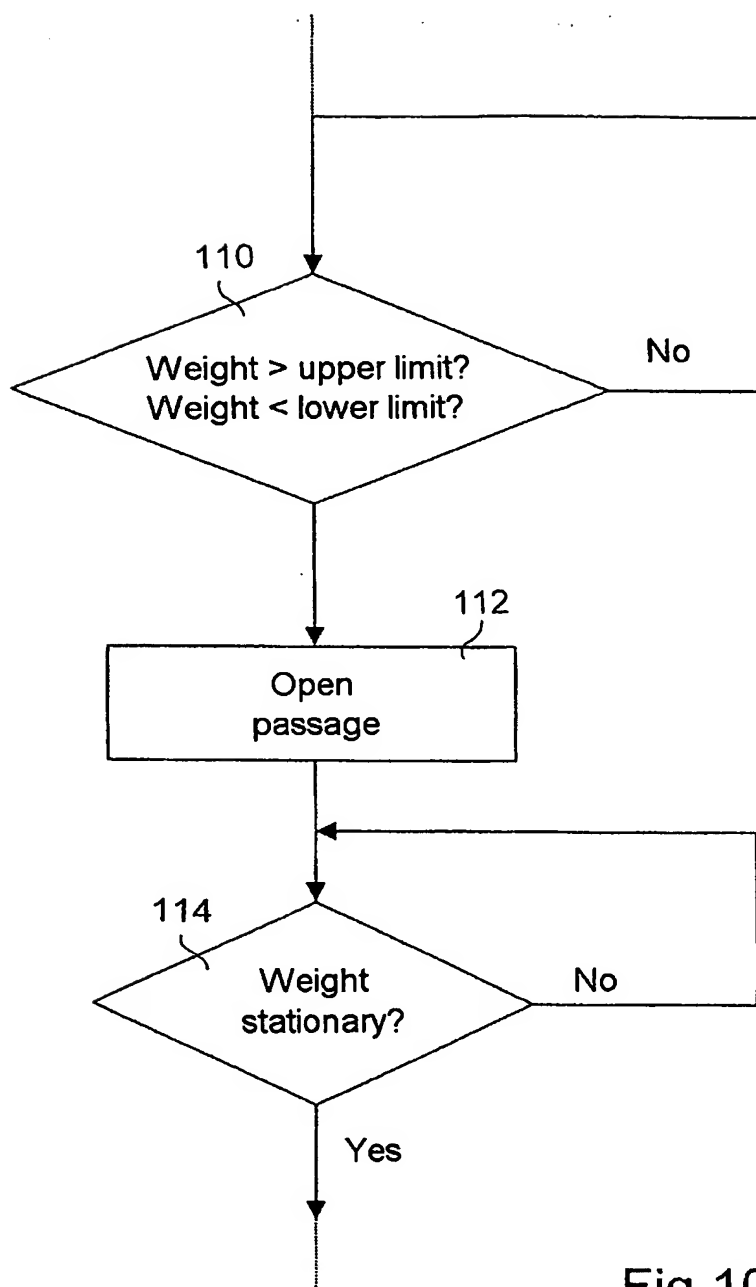 110
Weight > upper limit?
Weight < lower limit?
No
112
Open
passage
114
Weight
stationary?
No
Yes